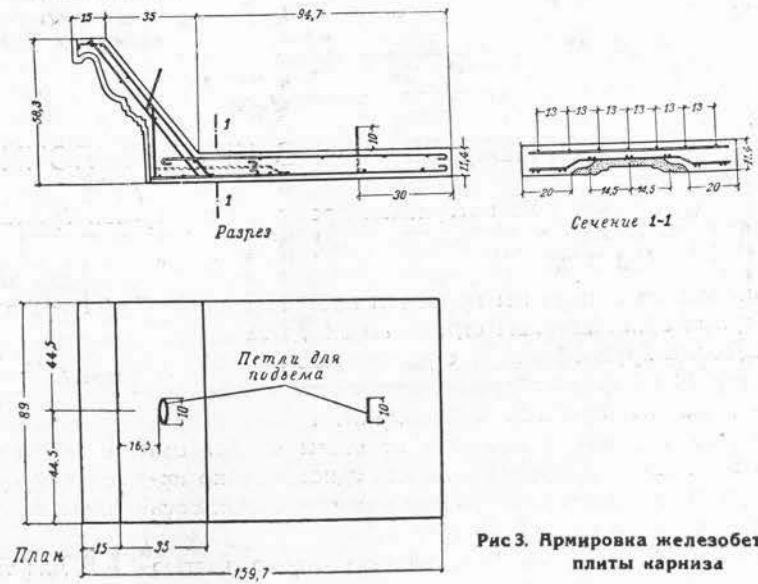 15 35 94,7
58,3
1
10
11,4
1
30
Разрез
13 13 13 13 13 13
11,4
20 14,5 14,5 20
Сечение 1-1
89
44,5
44,5
Петли для
подъема
10
10
16,5
План
15 35
159,7
Рис 3. Армировка железобет
плиты карниза